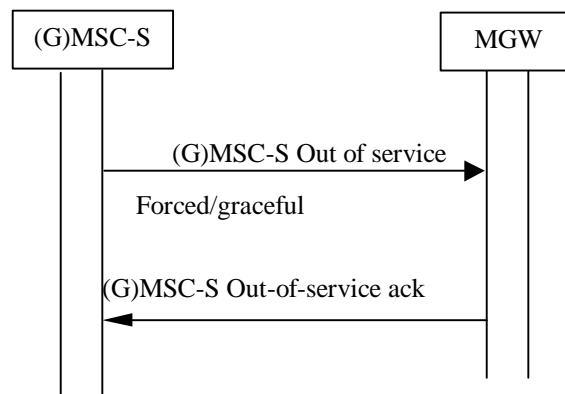 (G)MSC-S
MGW
(G)MSC-S Out of service
Forced/graceful
(G)MSC-S Out-of-service ack